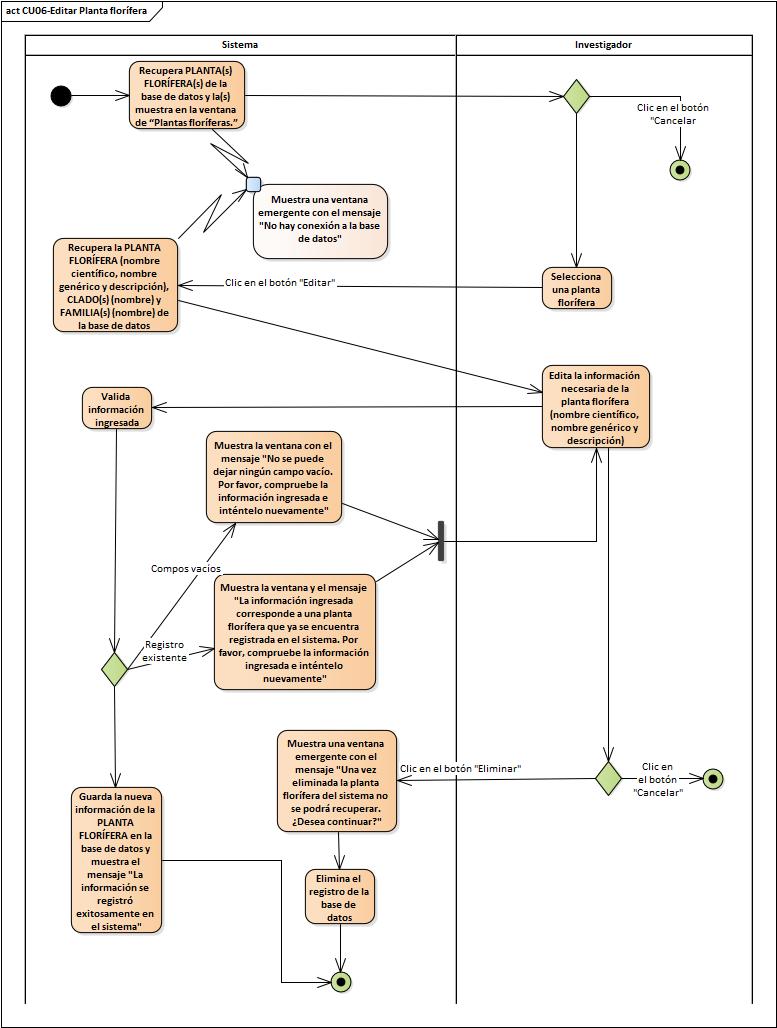 act CU06-Editar Planta florífera
Sistema
Investigador
Recupera PLANTA(s)
FLORÍFERA(s) de la
base de datos y la(s)
muestra en la ventana
de “Plantas floríferas.”
Clic en el botón
"Cancelar
Muestra una ventana
emergente con el mensaje
"No hay conexión a la base
de datos"
Recupera la PLANTA
FLORÍFERA (nombre
científico, nombre
genérico y descripción),
CLADO(s) (nombre) y
FAMILIA(s) (nombre) de
la base de datos
Clic en el botón "Editar"
Selecciona
una planta
florífera
Edita la información
necesaria de la
planta florífera
(nombre científico,
nombre genérico y
descripción)
Valida
información
ingresada
Muestra la ventana con el
mensaje "No se puede
dejar ningún campo vacío.
Por favor, compruebe la
información ingresada e
inténtelo nuevamente"
Compos vacíos
Muestra la ventana y el mensaje
"La información ingresada
corresponde a una planta
florífera que ya se encuentra
registrada en el sistema. Por
favor, compruebe la información
ingresada e inténtelo
nuevamente"
Registro
existente
Muestra una ventana
emergente con el
mensaje "Una vez
eliminada la planta
florífera del sistema no
se podrá recuperar.
¿Desea continuar?"
Clic en el botón "Eliminar"
Clic en
el botón
"Cancelar"
Guarda la nueva
información de la
PLANTA
FLORÍFERA en la
base de datos y
muestra el
mensaje "La
información se
registró
exitosamente en
el sistema"
Elimina el
registro de la
base de
datos